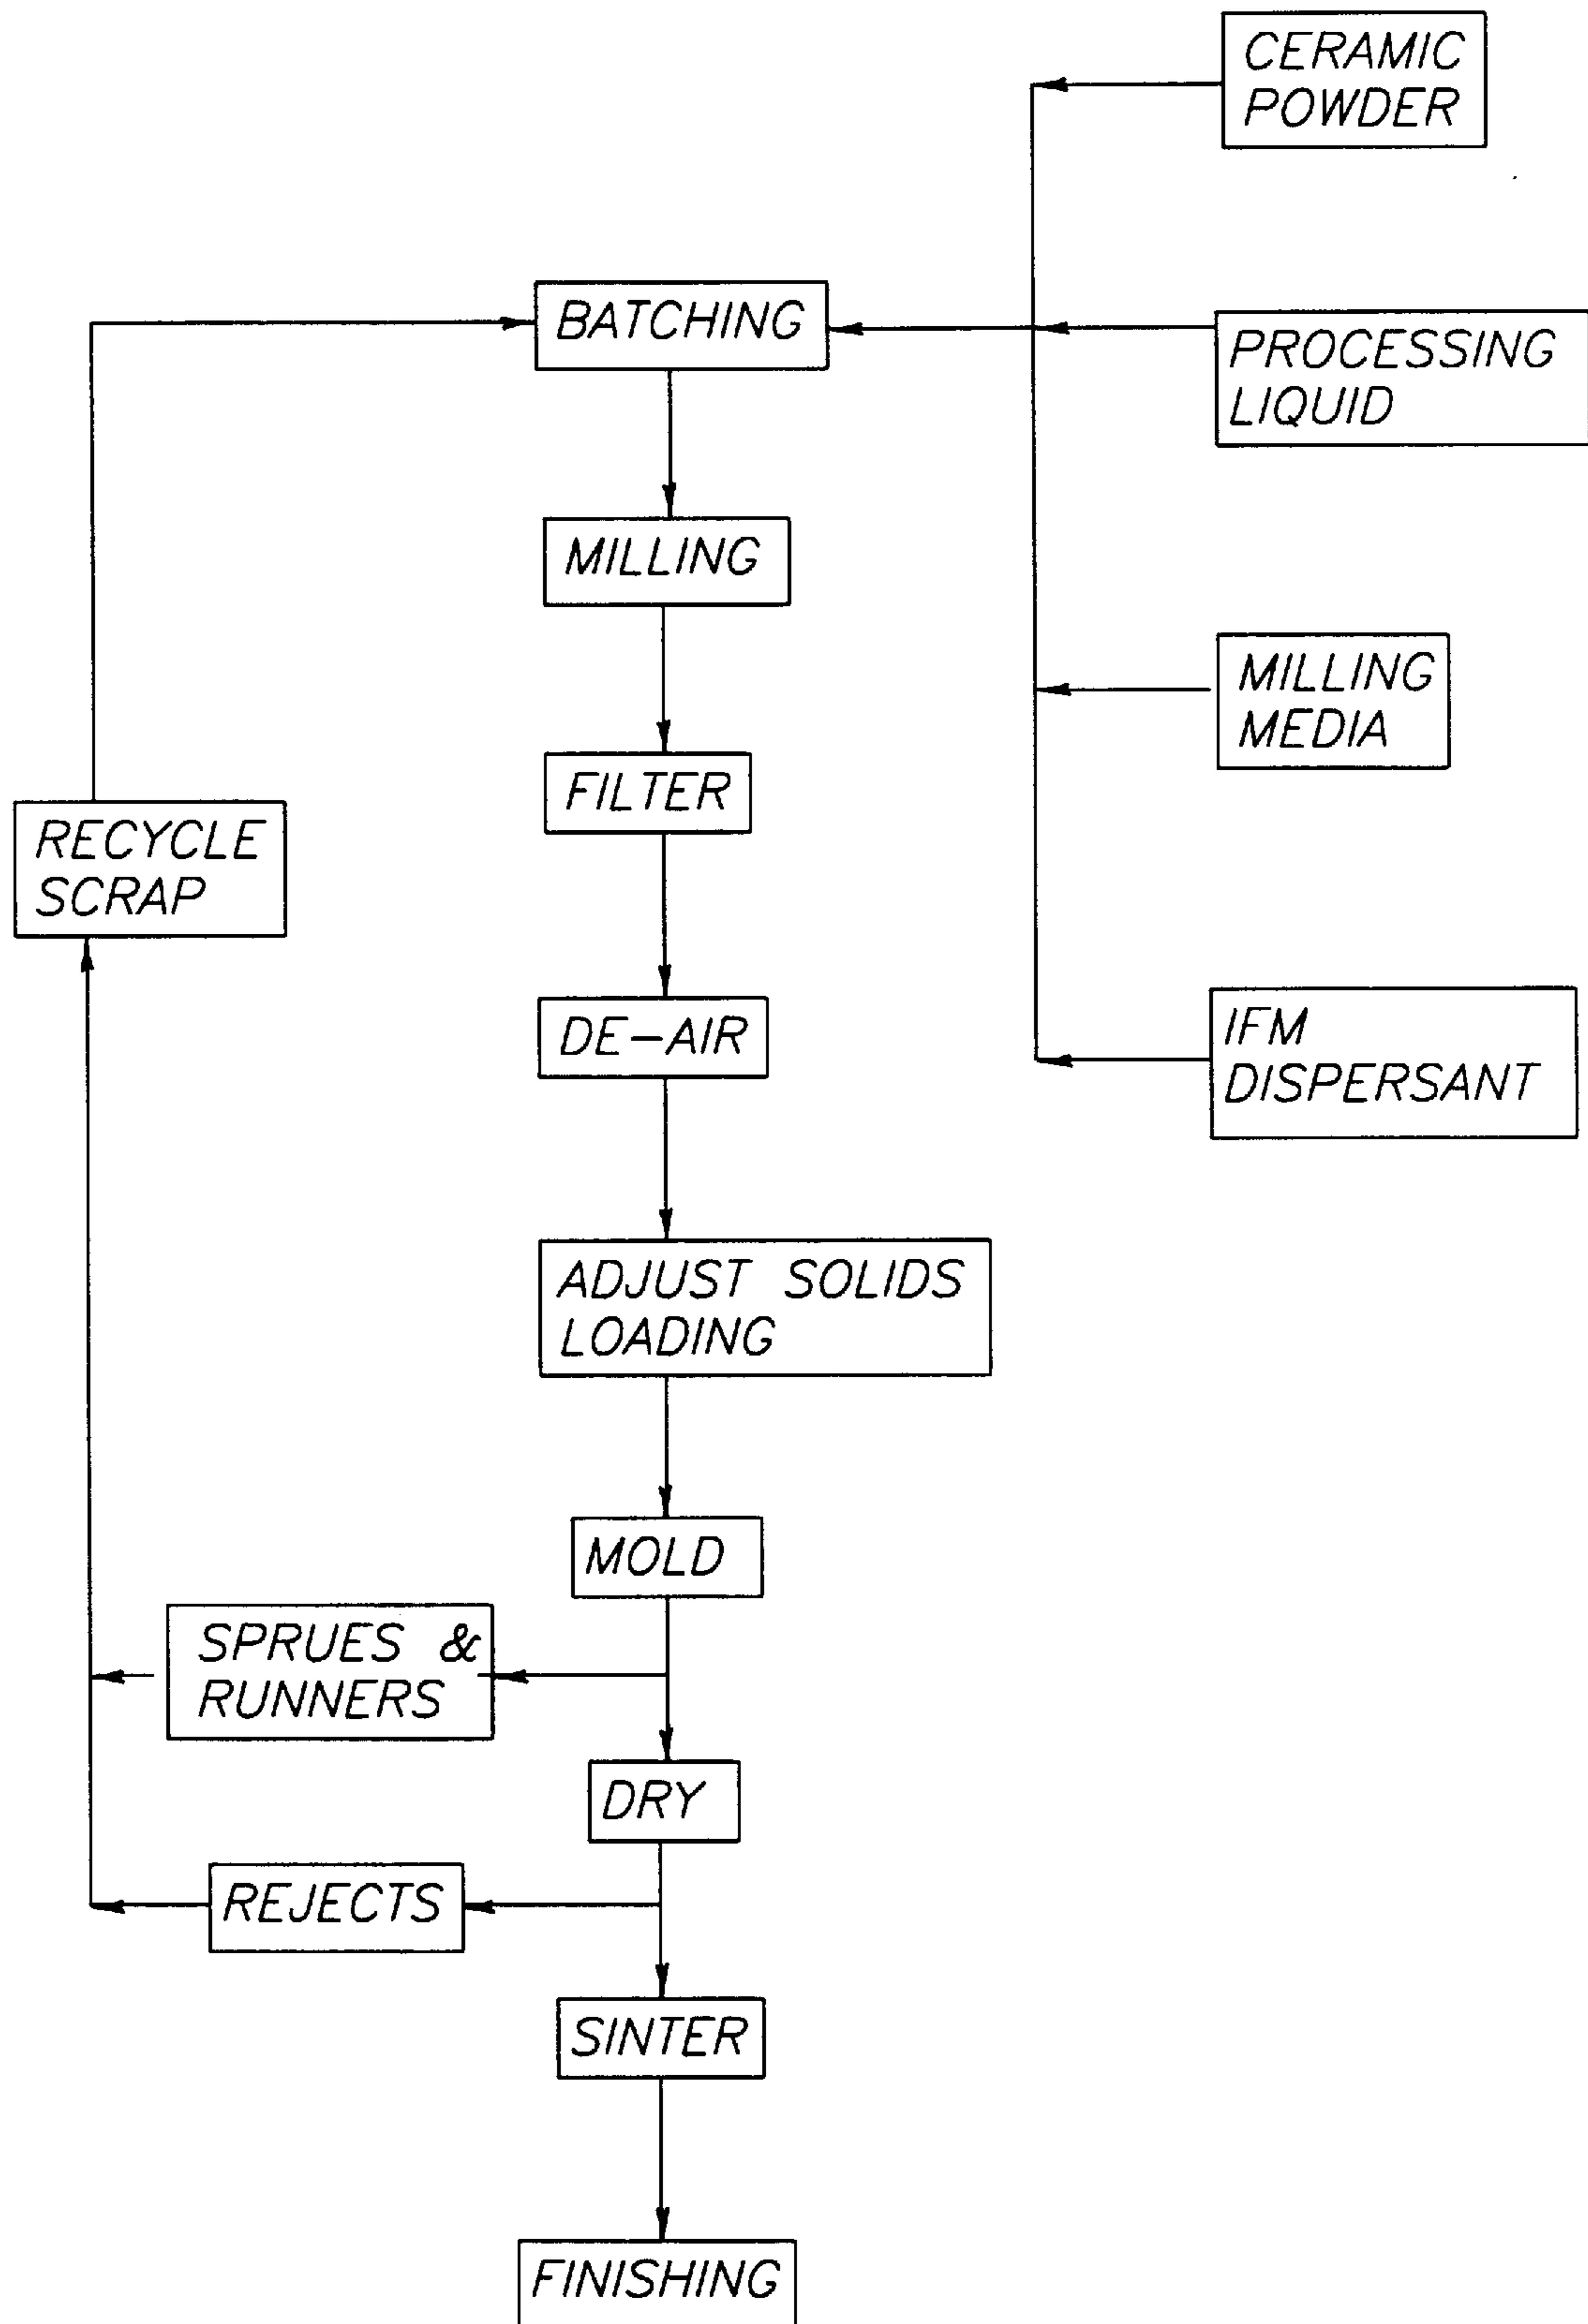 CERAMIC
POWDER
BATCHING
PROCESSING
LIQUID
MILLING
MILLING
MEDIA
FILTER
RECYCLE
SCRAP
DE-AIR
IFM
DISPERSANT
ADJUST SOLIDS
LOADING
MOLD
SPRUES &
RUNNERS
DRY
REJECTS
SINTER
FINISHING